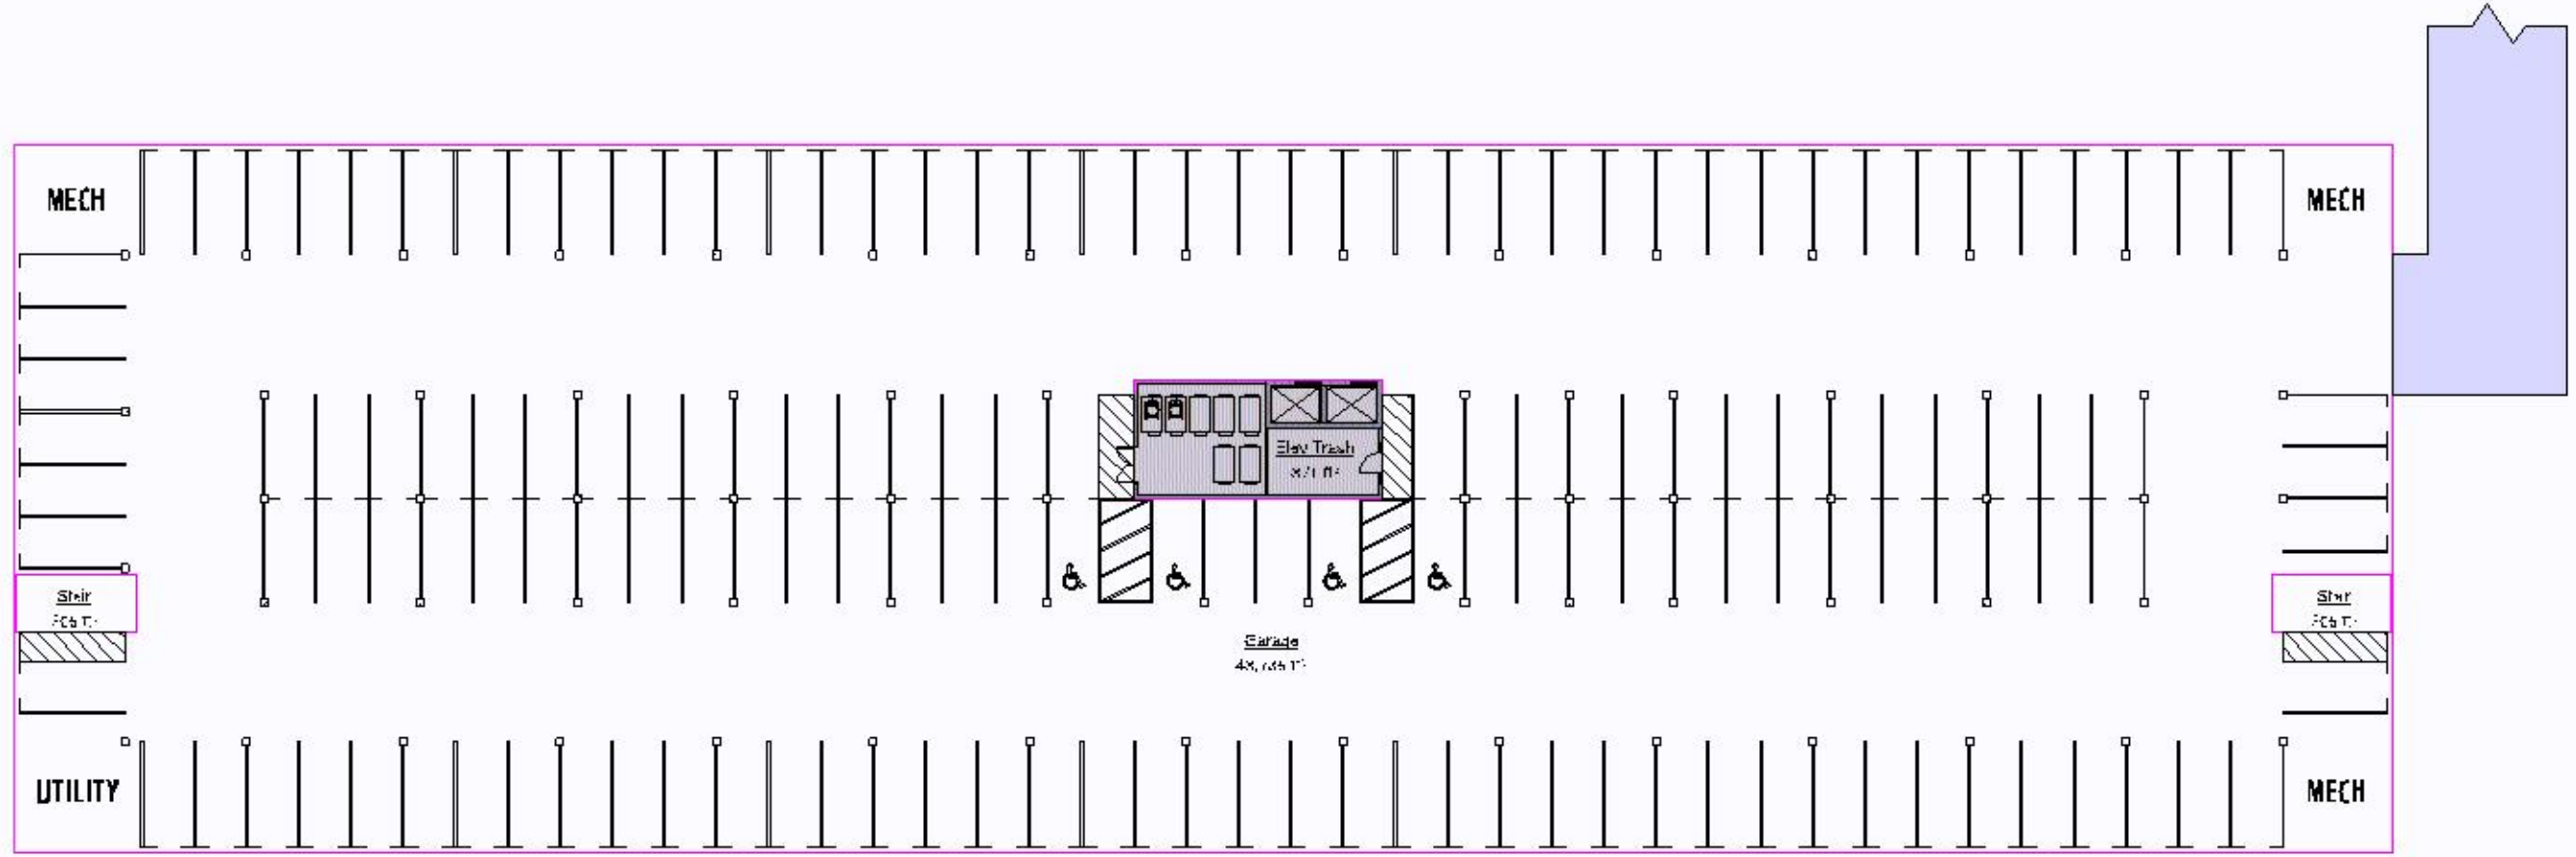 MECH
MECH
Elev Trash
Stair
Stair
Garage
UTILITY
MECH